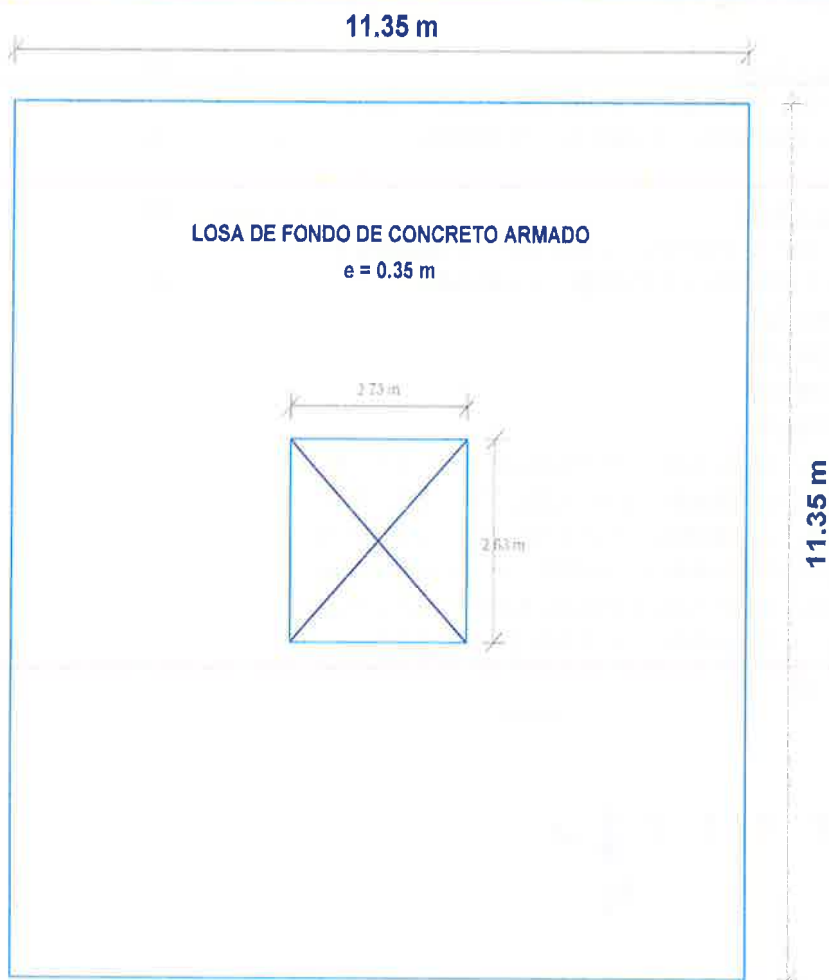 11.35 m
LOSA DE FONDO DE CONCRETO ARMADO
e = 0.35 m
2.73 m
2.63 m
11.35 m